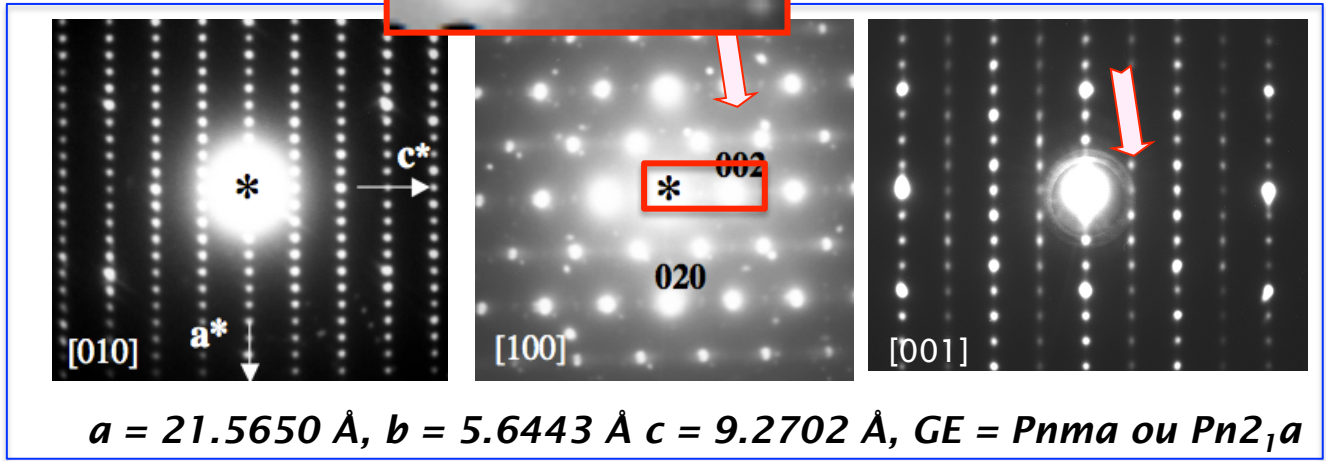 c*
*
a*
[010]
002
*
020
[100]
[001]
a = 21.5650 Å, b = 5.6443 Å c = 9.2702 Å, GE = Pnma ou Pn2₁a